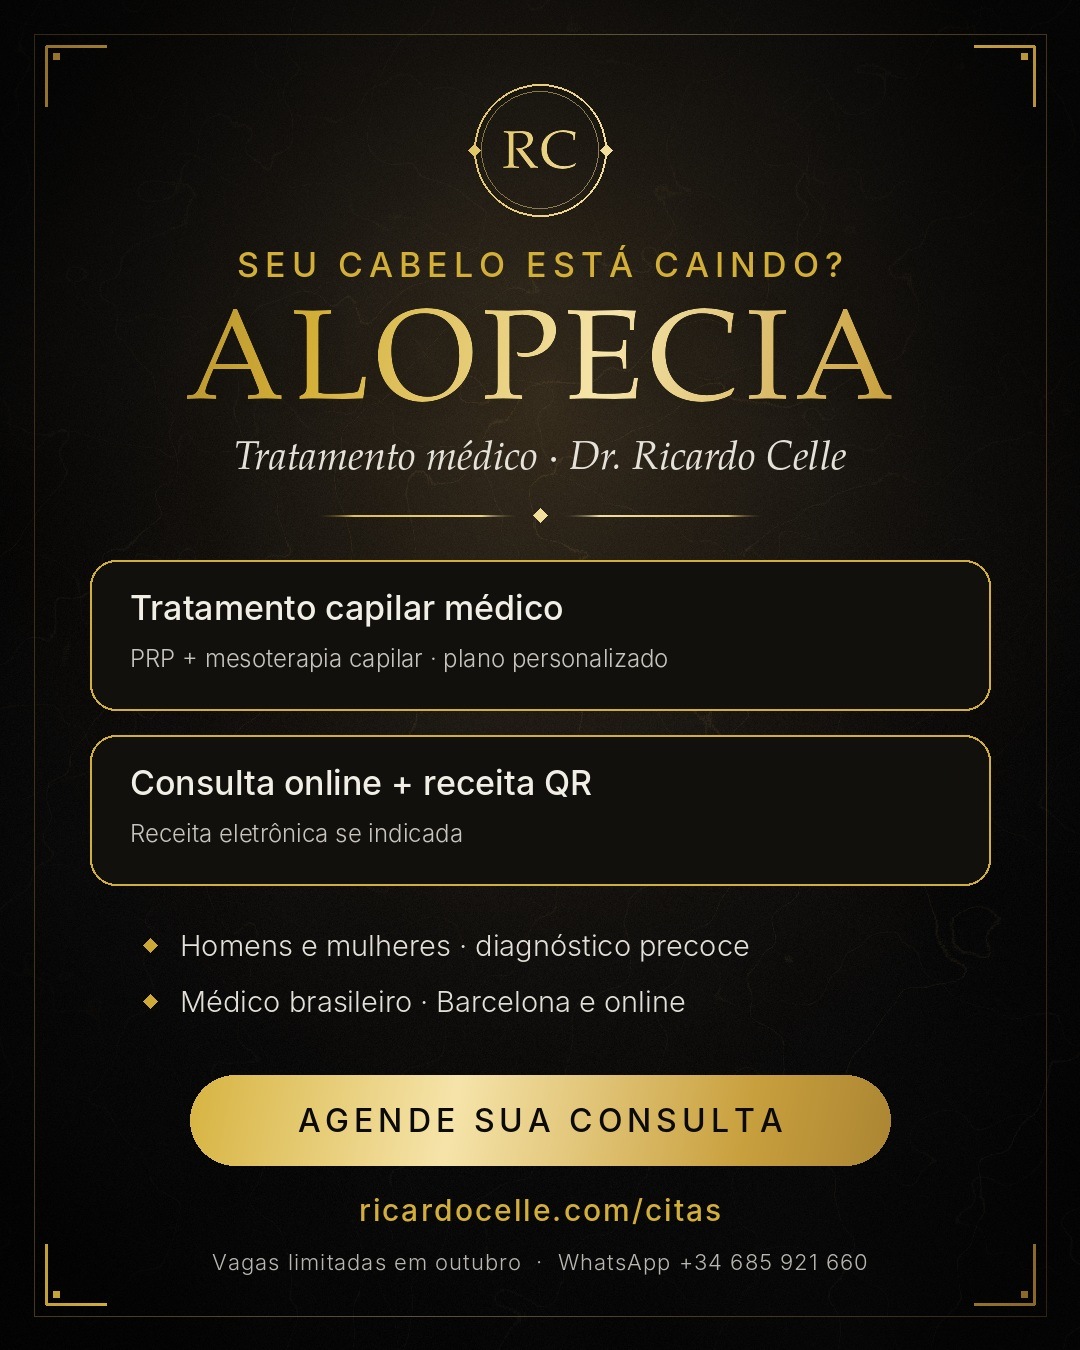 RC
SEU CABELO ESTÁ CAINDO?
ALOPECIA
Tratamento médico · Dr. Ricardo Celle
Tratamento capilar médico
PRP + mesoterapia capilar · plano personalizado
Consulta online + receita QR
Receita eletrônica se indicada
Homens e mulheres · diagnóstico precoce
Médico brasileiro · Barcelona e online
AGENDE SUA CONSULTA
ricardocelle.com/citas
Vagas limitadas em outubro · WhatsApp +34 685 921 660